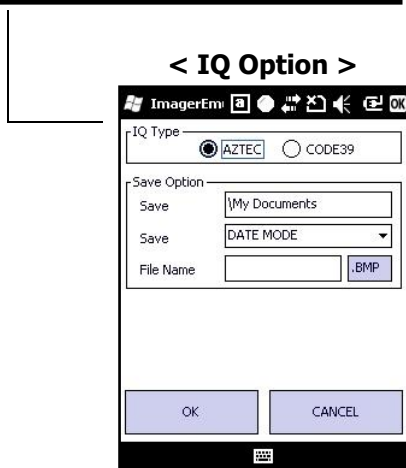 < IQ Option >
ImagerEm a OK
IQ Type
AZTEC CODE39
Save Option
Save \My Documents
Save DATE MODE
File Name .BMP
OK CANCEL